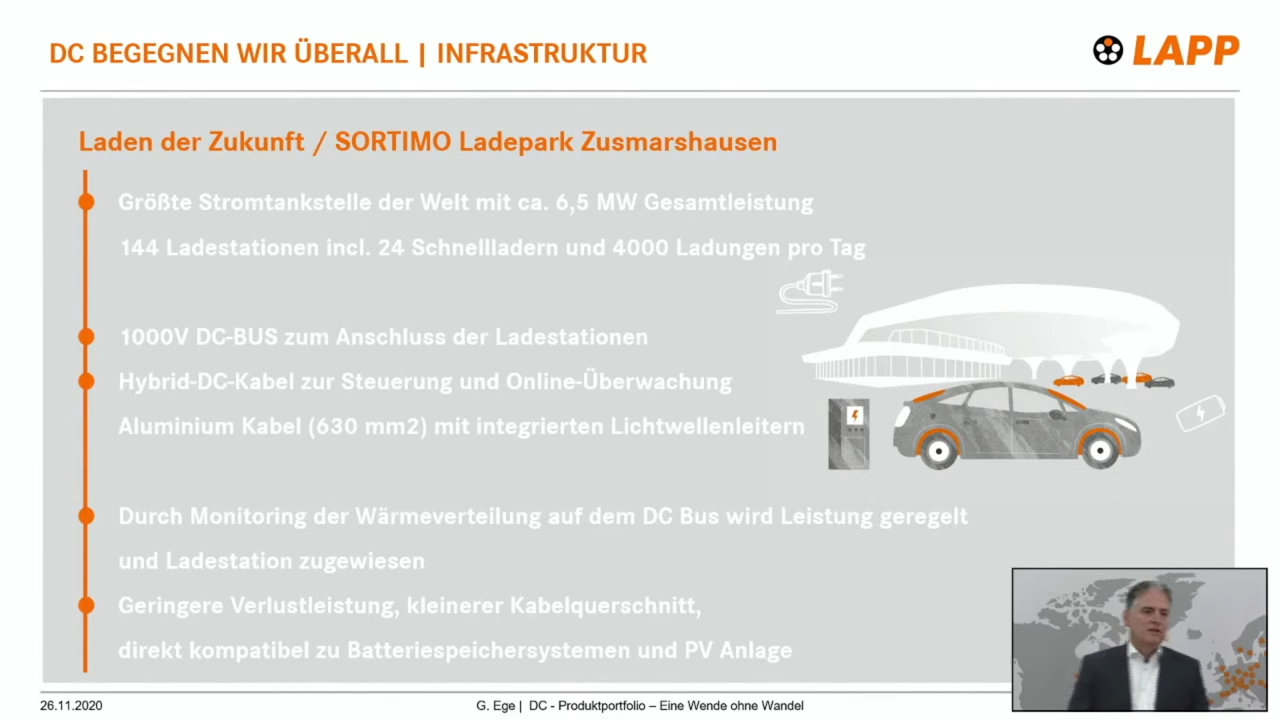 DC BEGEGNEN WIR ÜBERALL | INFRASTRUKTUR
LAPP
Laden der Zukunft / SORTIMO Ladepark Zusmarshausen
Größte Stromtankstelle der Welt mit ca. 6,5 MW Gesamtleistung
144 Ladestationen incl. 24 Schnellladern und 4000 Ladungen pro Tag
1000V DC-BUS zum Anschluss der Ladestationen
Hybrid-DC-Kabel zur Steuerung und Online-Überwachung
Aluminium Kabel (630 mm2) mit integrierten Lichtwellenleitern
Durch Monitoring der Wärmeverteilung auf dem DC Bus wird Leistung geregelt
und Ladestation zugewiesen
Geringere Verlustleistung, kleinerer Kabelquerschnitt,
direkt kompatibel zu Batteriespeichersystemen und PV Anlage
26.11.2020
G. Ege | DC - Produktportfolio – Eine Wende ohne Wandel